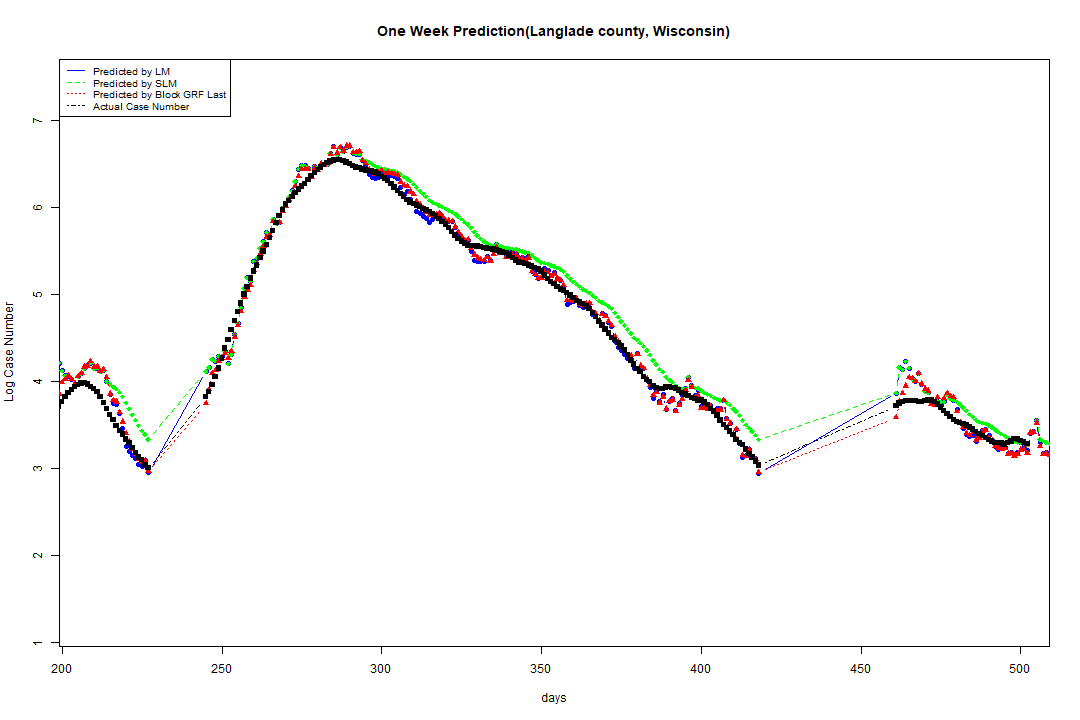 One Week Prediction(Langlade county, Wisconsin)
Predicted by LM
Predicted by SLM
Predicted by Block GRF Last
Actual Case Number
7
6
5
4
3
2
1
Log Case Number
200 250 300 350 400 450 500
days